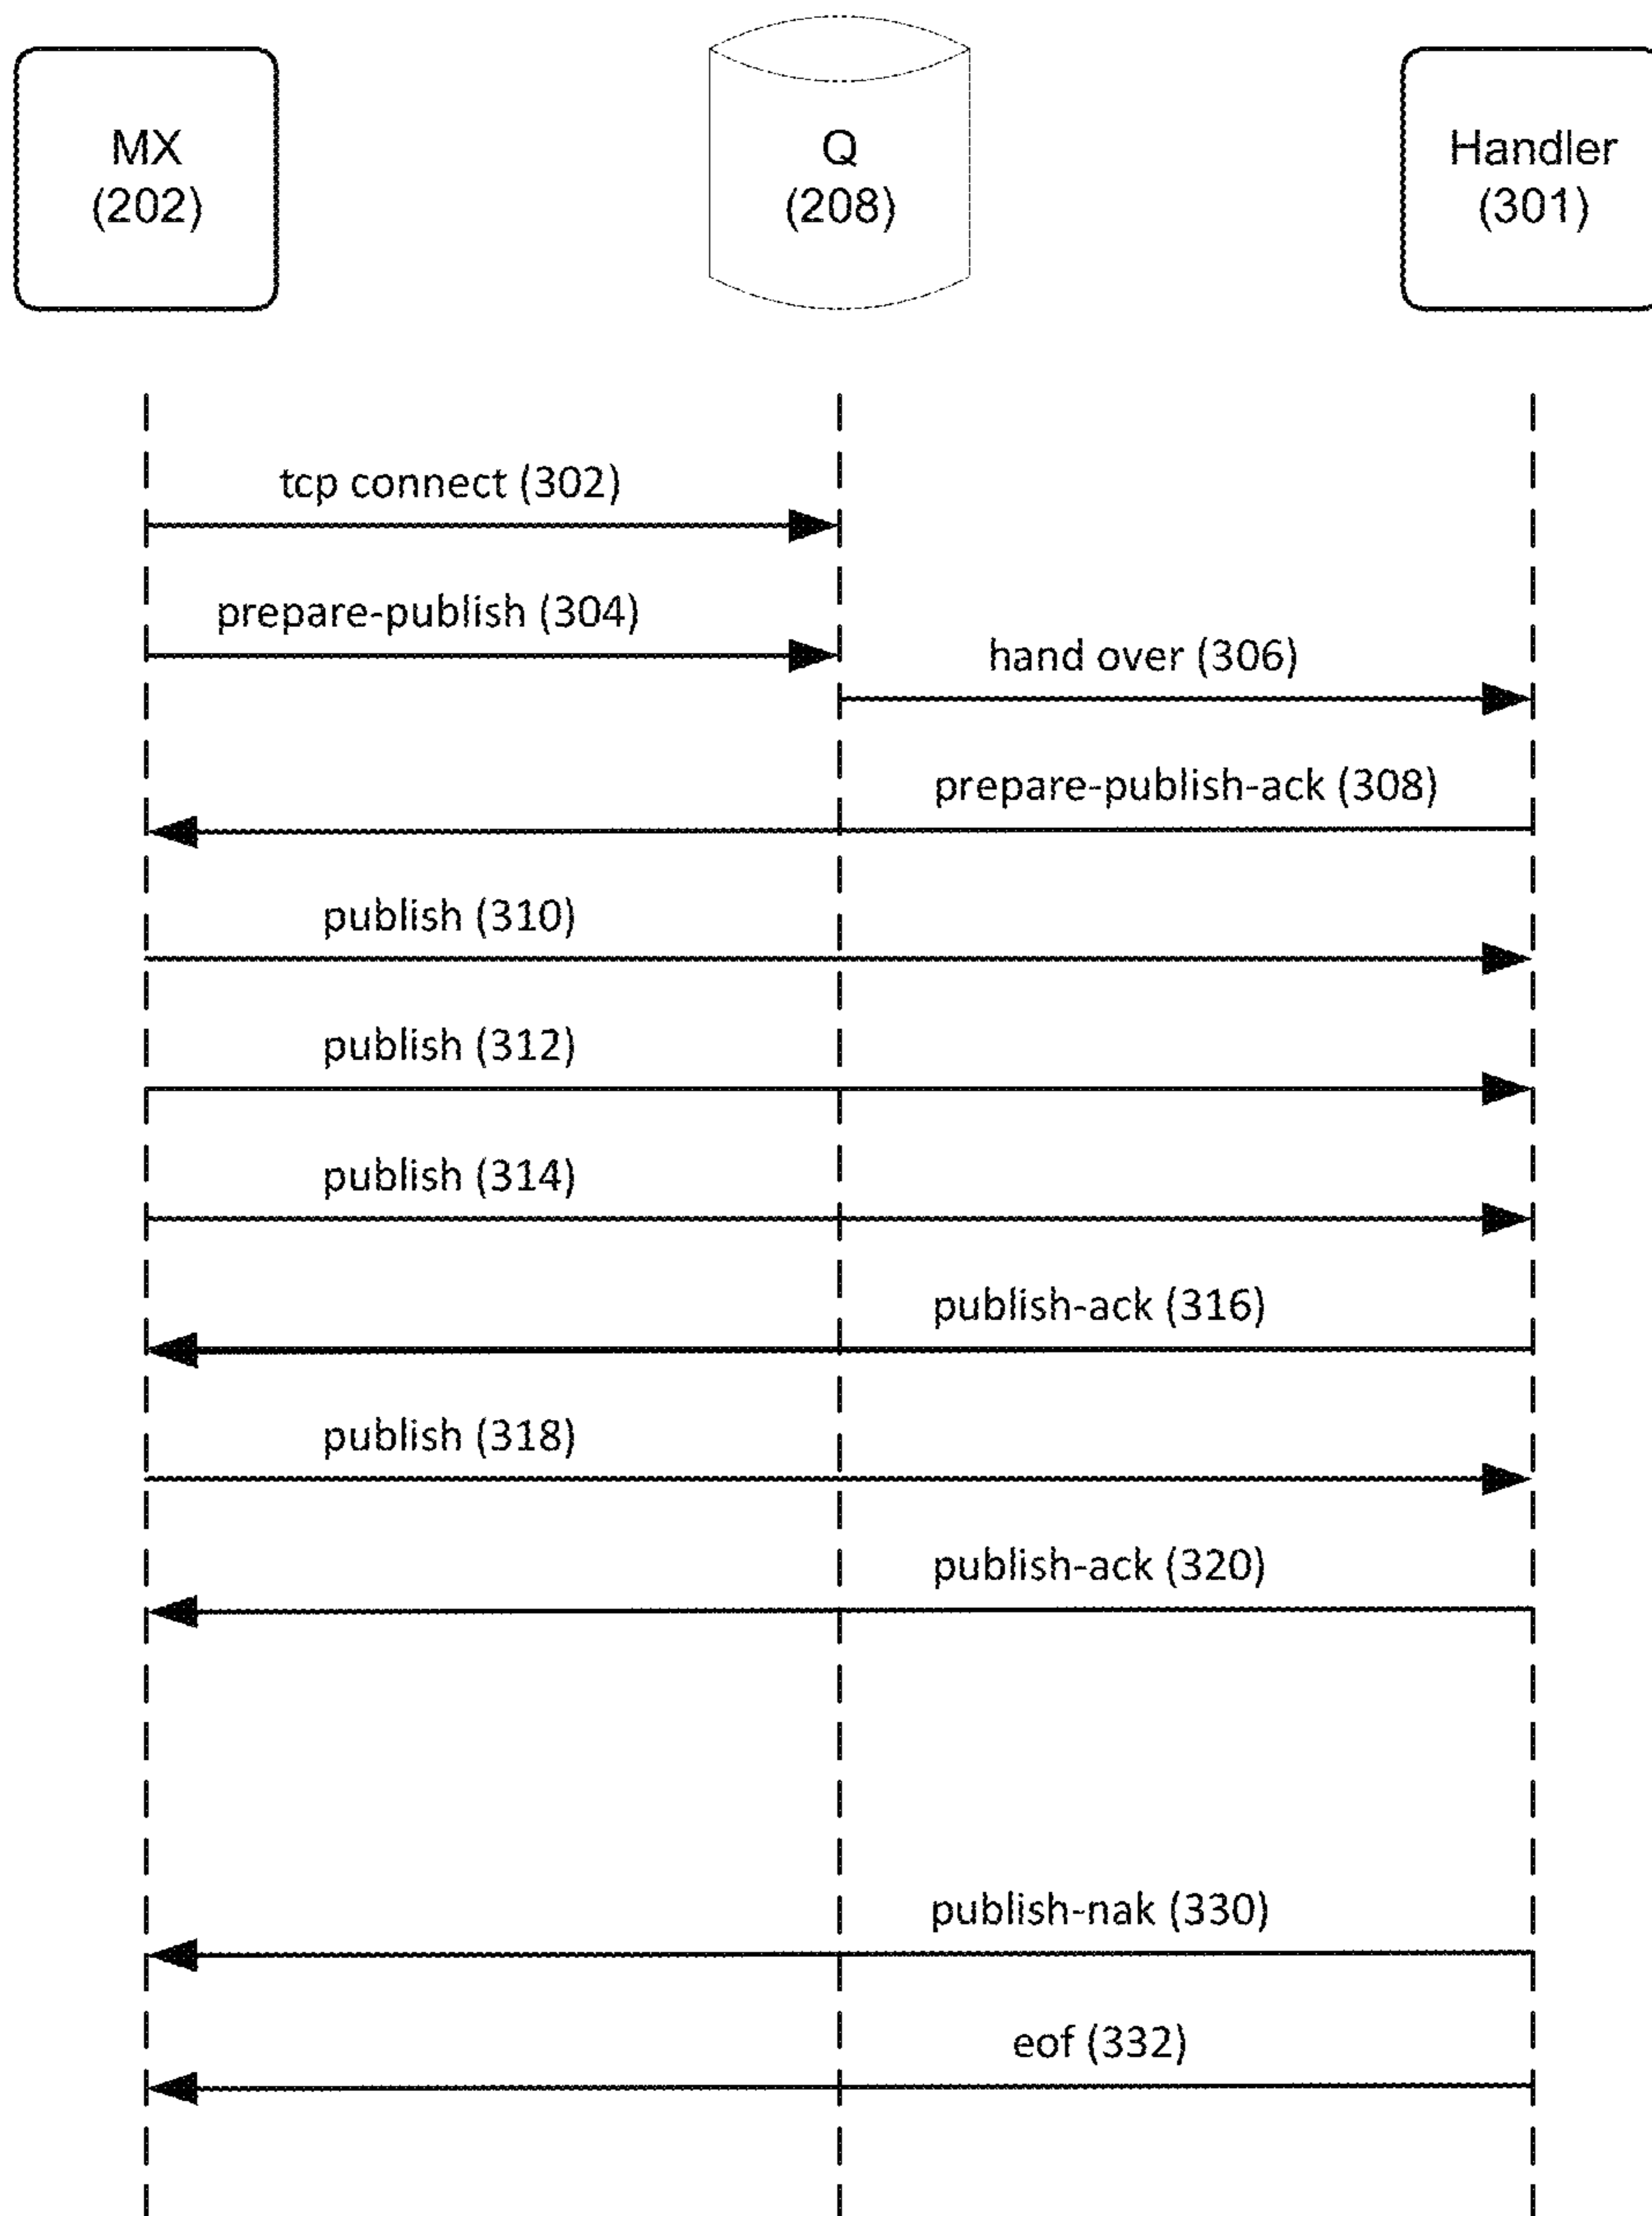 MX
(202)
Q
(208)
Handler
(301)
tcp connect (302)
prepare-publish (304)
hand over (306)
prepare-publish-ack (308)
publish (310)
publish (312)
publish (314)
publish-ack (316)
publish (318)
publish-ack (320)
publish-nak (330)
eof (332)